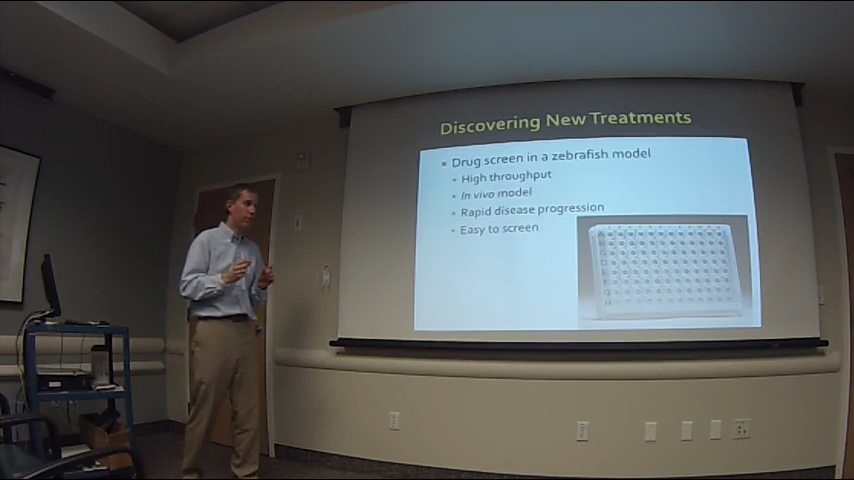 Discovering New Treatments
Drug screen in a zebrafish model
High throughput
In vivo model
Rapid disease progression
Easy to screen